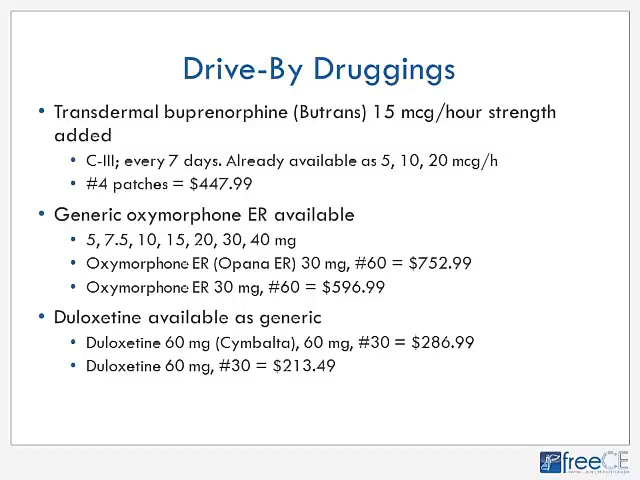 Drive-By Druggings
• Transdermal buprenorphine (Butrans) 15 mcg/hour strength
added
• C-III; every 7 days. Already available as 5, 10, 20 mcg/h
• #4 patches = $447.99
• Generic oxymorphone ER available
• 5, 7.5, 10, 15, 20, 30, 40 mg
• Oxymorphone ER (Opana ER) 30 mg, #60 = $752.99
• Oxymorphone ER 30 mg, #60 = $596.99
• Duloxetine available as generic
• Duloxetine 60 mg (Cymbalta), 60 mg, #30 = $286.99
• Duloxetine 60 mg, #30 = $213.49
freeCE